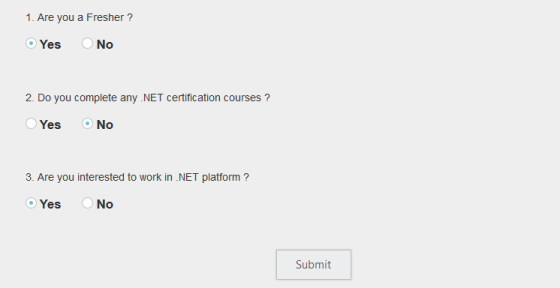 1. Are you a Fresher ?
Yes No
2. Do you complete any .NET certification courses ?
Yes No
3. Are you interested to work in .NET platform ?
Yes No
Submit